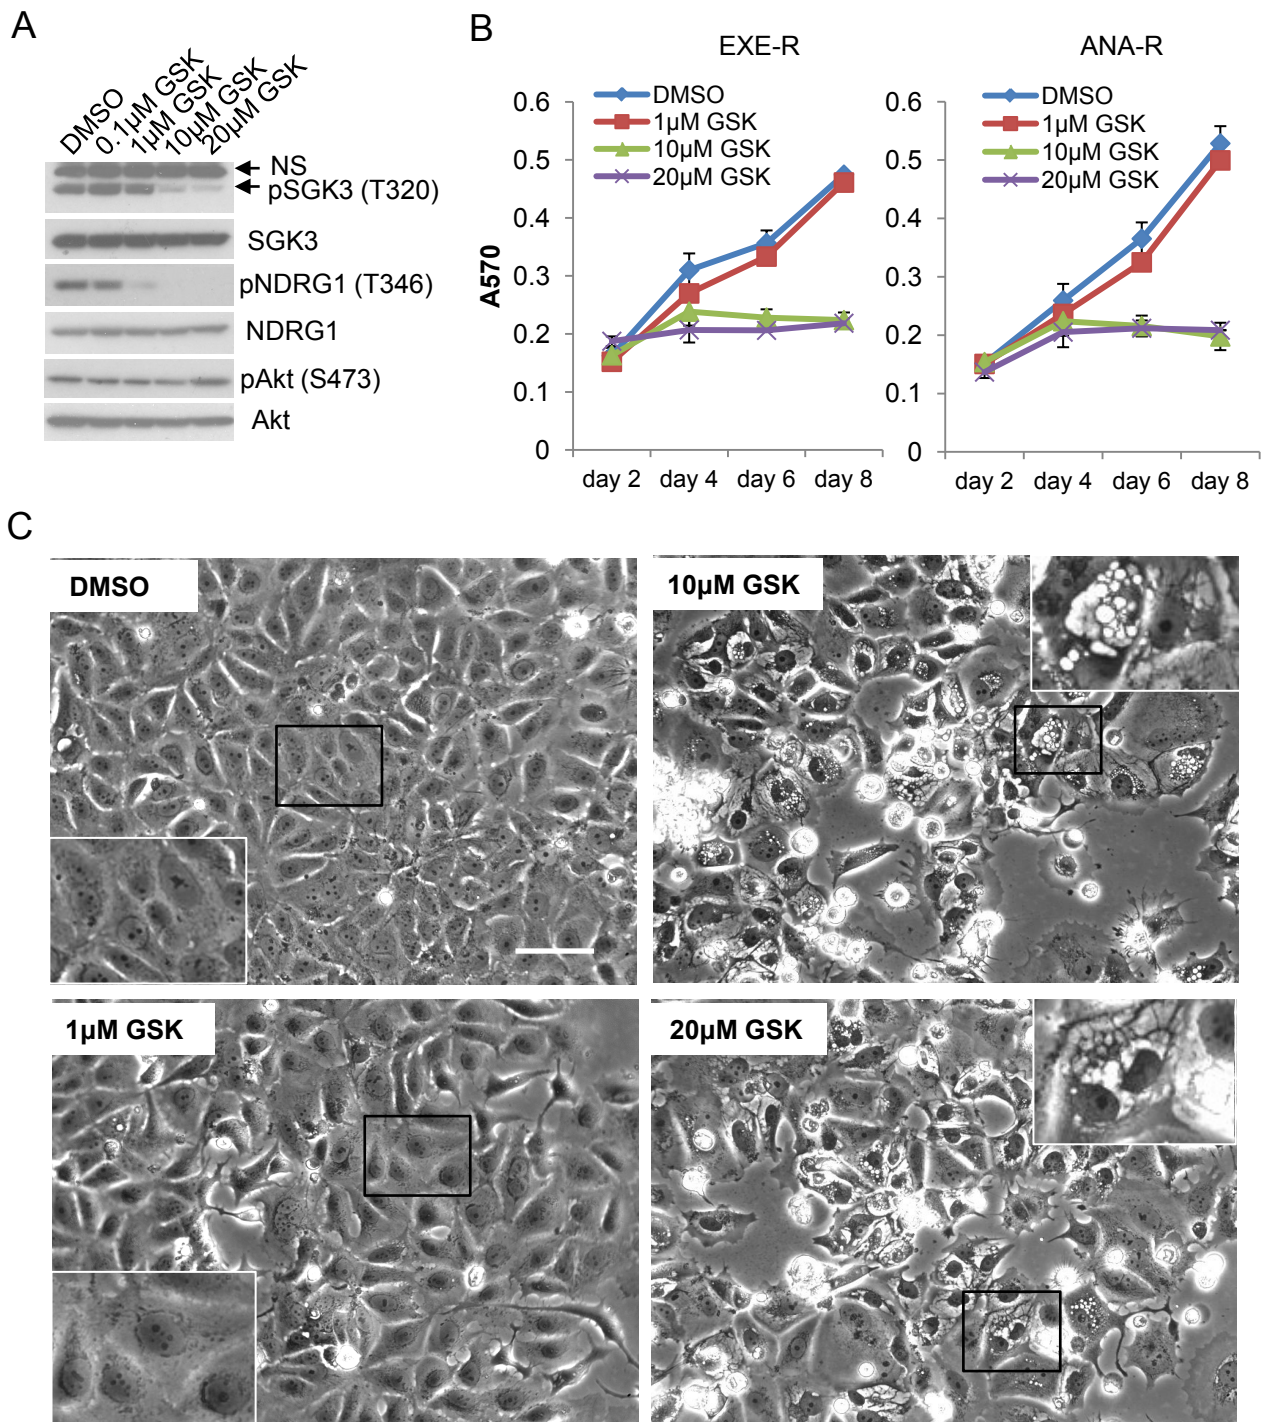 A
DMSO
0.1µM GSK
1µM GSK
10µM GSK
20µM GSK
NS
pSGK3 (T320)
SGK3
pNDRG1 (T346)
NDRG1
pAkt (S473)
Akt
B
EXE-R
DMSO
1µM GSK
10µM GSK
20µM GSK
A570
0.6
0.5
0.4
0.3
0.2
0.1
0
day 2 day 4 day 6 day 8
ANA-R
DMSO
1µM GSK
10µM GSK
20µM GSK
0.6
0.5
0.4
0.3
0.2
0.1
0
day 2 day 4 day 6 day 8
C
DMSO
10µM GSK
1µM GSK
20µM GSK